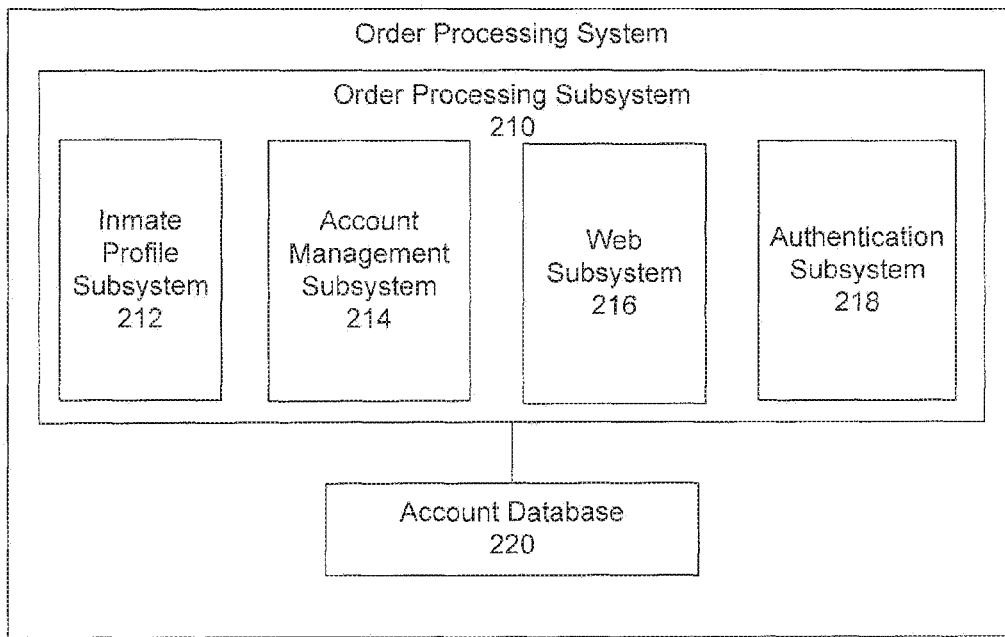 Order Processing System
Order Processing Subsystem
210
Inmate
Profile
Subsystem
212
Account
Management
Subsystem
214
Web
Subsystem
216
Authentication
Subsystem
218
Account Database
220